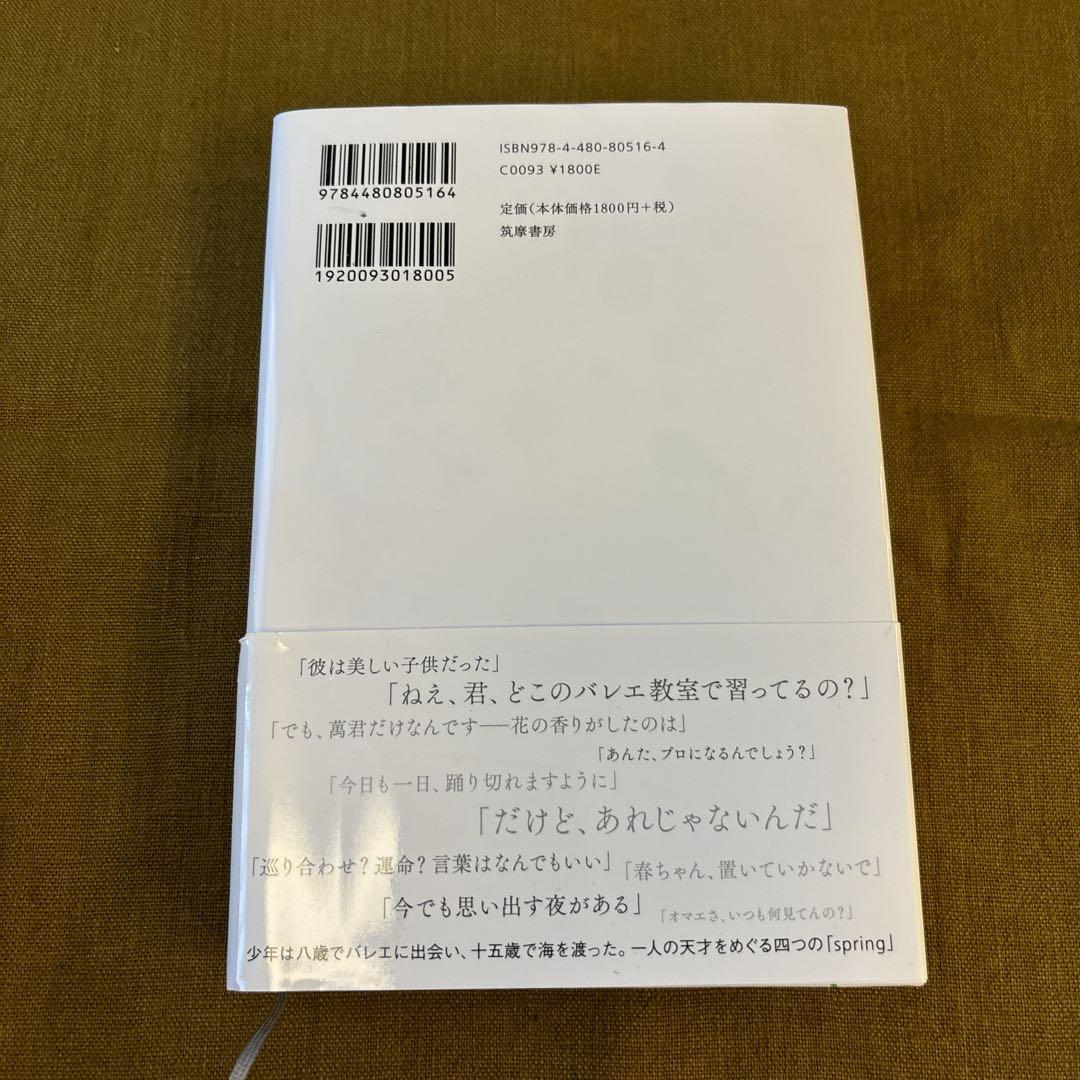 ISBN978-4-480-80516-4
C0093 ¥1800E
9784480805164
定価(本体価格1800円+税)
筑摩書房
1920093018005
「彼は美しい子供だった」
「ねえ、君、どこのバレエ教室で習ってるの?」
「でも、萬君だけなんです──花の香りがしたのは」
「あんた、プロになるんでしょう?」
「今日も一日、踊り切れますように」
「だけど、あれじゃないんだ」
「巡り合わせ?運命?言葉はなんでもいい」
「春ちゃん、置いていかないで」
「今でも思い出す夜がある」
「オマエさ、いつも何見てんの?」
少年は八歳でバレエに出会い、十五歳で海を渡った。一人の天才をめぐる四つの「spring」